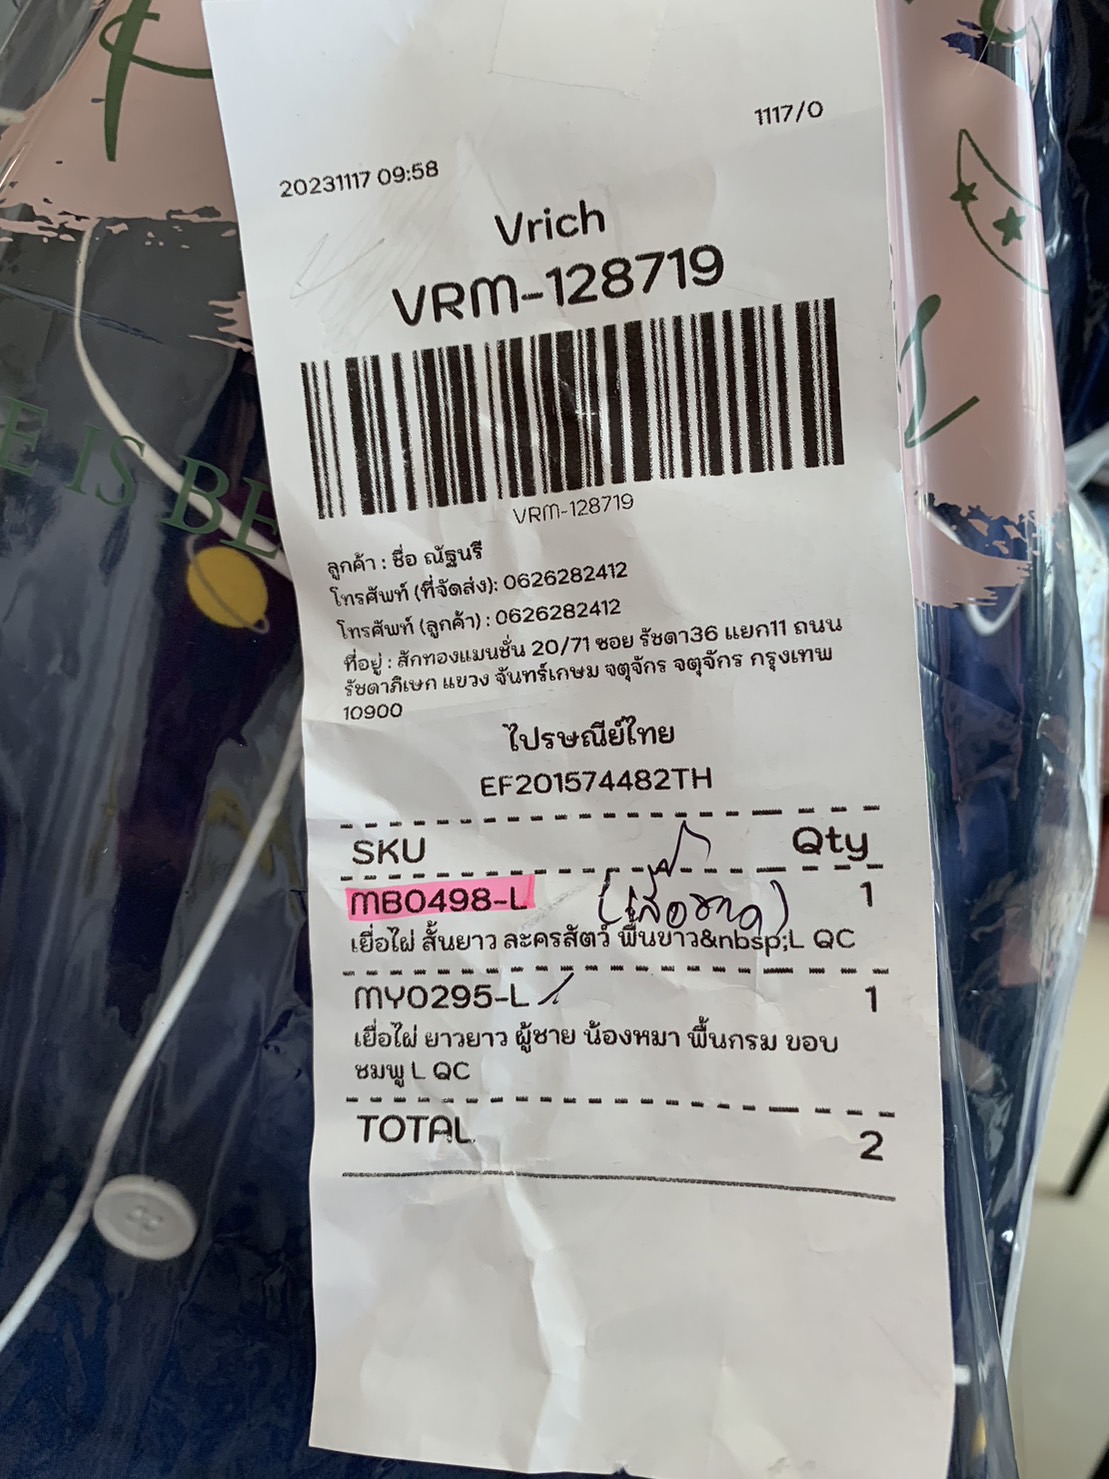 1117/0
20231117 09:58
Vrich
VRM-128719
VRM-128719
ลูกค้า : ชื่อ ณัฐนรี
โทรศัพท์ (ที่จัดส่ง): 0626282412
โทรศัพท์ (ลูกค้า) : 0626282412
ที่อยู่ : สักทองแมนชั่น 20/71 ซอย รัชดา36 แยก11 ถนน
รัชดาภิเษก แขวง จันทร์เกษม จตุจักร จตุจักร กรุงเทพ
10900
ไปรษณีย์ไทย
EF201574482TH
SKU Qty
MB0498-L (เสื้อขาด) 1
เยื่อไผ่ สั้นยาว ละครสัตว์ พื้นขาว&nbsp;L QC
MY0295-L 1
เยื่อไผ่ ยาวยาว ผู้ชาย น้องหมา พื้นกรม ขอบ
ชมพู L QC
TOTAL 2
E IS BE